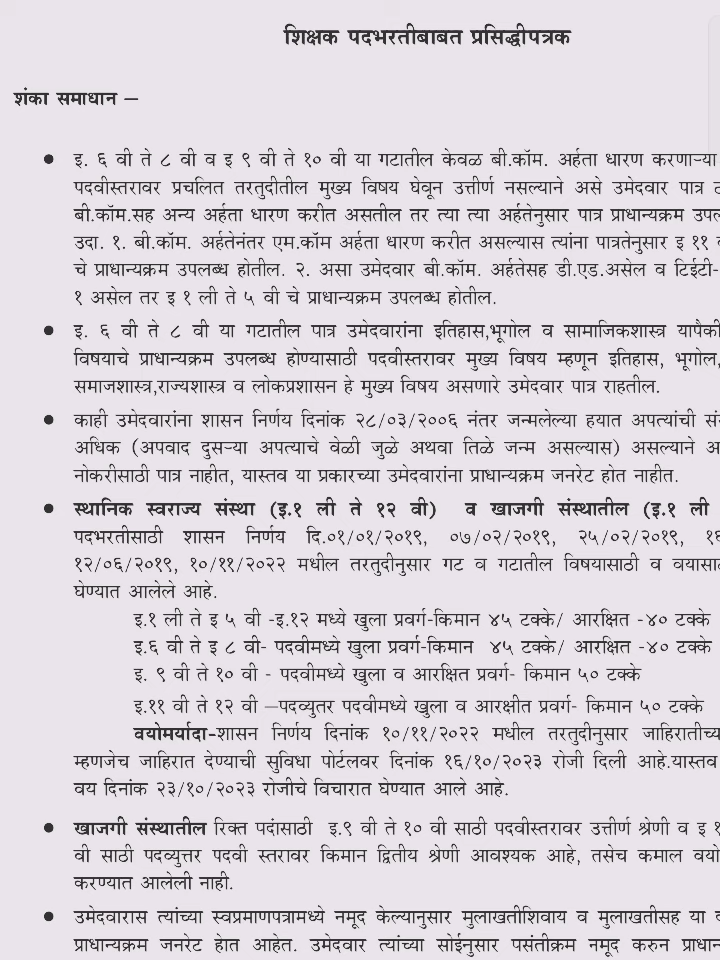 शिक्षक पदभरतीबाबत प्रसिद्धीपत्रक
शंका समाधान –
● इ. ६ वी ते ८ वी व इ ९ वी ते १० वी या गटातील केवळ बी.कॉम. अर्हता धारण करणाऱ्या
पदवीस्तरावर प्रचलित तरतुदीतील मुख्य विषय घेवून उत्तीर्ण नसल्याने असे उमेदवार पात्र
बी.कॉम.सह अन्य अर्हता धारण करीत असतील तर त्या त्या अर्हतेनुसार पात्र प्राधान्यक्रम
उदा. १. बी.कॉम. अर्हतेनंतर एम.कॉम अर्हता धारण करीत असल्यास त्यांना पात्रतेनुसार इ ११
चे प्राधान्यक्रम उपलब्ध होतील. २. असा उमेदवार बी.कॉम. अर्हतेसह डी.एड.असेल व टिईटी-
१ असेल तर इ १ ली ते ५ वी चे प्राधान्यक्रम उपलब्ध होतील.
● इ. ६ वी ते ८ वी या गटातील पात्र उमेदवारांना इतिहास,भूगोल व सामाजिकशास्त्र यापैकी
विषयाचे प्राधान्यक्रम उपलब्ध होण्यासाठी पदवीस्तरावर मुख्य विषय म्हणून इतिहास, भूगोल,
समाजशास्त्र,राज्यशास्त्र व लोकप्रशासन हे मुख्य विषय असणारे उमेदवार पात्र राहतील.
● काही उमेदवारांना शासन निर्णय दिनांक २८/०३/२००६ नंतर जन्मलेल्या हयात अपत्यांची
अधिक (अपवाद दुसऱ्या अपत्याचे वेळी जुळे अथवा तिळे जन्म असल्यास) असल्याने
नोकरीसाठी पात्र नाहीत, यास्तव या प्रकारच्या उमेदवारांना प्राधान्यक्रम जनरेट होत नाहीत.
● स्थानिक स्वराज्य संस्था (इ.१ ली ते १२ वी) व खाजगी संस्थातील (इ.१ ली
पदभरतीसाठी शासन निर्णय दि.०१/०१/२०१९, ०७/०२/२०१९, २५/०२/२०१९,
१२/०६/२०१९, १०/११/२०२२ मधील तरतुदीनुसार गट व गटातील विषयासाठी व
घेण्यात आलेले आहे.
इ.१ ली ते इ ५ वी -इ.१२ मध्ये खुला प्रवर्ग-किमान ४५ टक्के/ आरक्षित -४० टक्के
इ.६ वी ते इ ८ वी- पदवीमध्ये खुला प्रवर्ग-किमान ४५ टक्के/ आरक्षित -४० टक्के
इ. ९ वी ते १० वी - पदवीमध्ये खुला व आरक्षित प्रवर्ग- किमान ५० टक्के
इ.११ वी ते १२ वी –पदव्युतर पदवीमध्ये खुला व आरक्षीत प्रवर्ग- किमान ५० टक्के
वयोमर्यादा-शासन निर्णय दिनांक १०/११/२०२२ मधील तरतुदीनुसार जाहिरातीच्या
म्हणजेच जाहिरात देण्याची सुविधा पोर्टलवर दिनांक १६/१०/२०२३ रोजी दिली आहे.यास्तव
वय दिनांक २३/१०/२०२३ रोजीचे विचारात घेण्यात आले आहे.
● खाजगी संस्थातील रिक्त पदांसाठी इ.९ वी ते १० वी साठी पदवीस्तरावर उत्तीर्ण श्रेणी व इ
वी साठी पदव्युत्तर पदवी स्तरावर किमान द्वितीय श्रेणी आवश्यक आहे, तसेच कमाल
करण्यात आलेली नाही.
● उमेदवारास त्यांच्या स्वप्रमाणपत्रामध्ये नमूद केल्यानुसार मुलाखतीशिवाय व मुलाखतीसह या
प्राधान्यक्रम जनरेट होत आहेत. उमेदवार त्यांच्या सोईनुसार पसंतीक्रम नमूद करुन